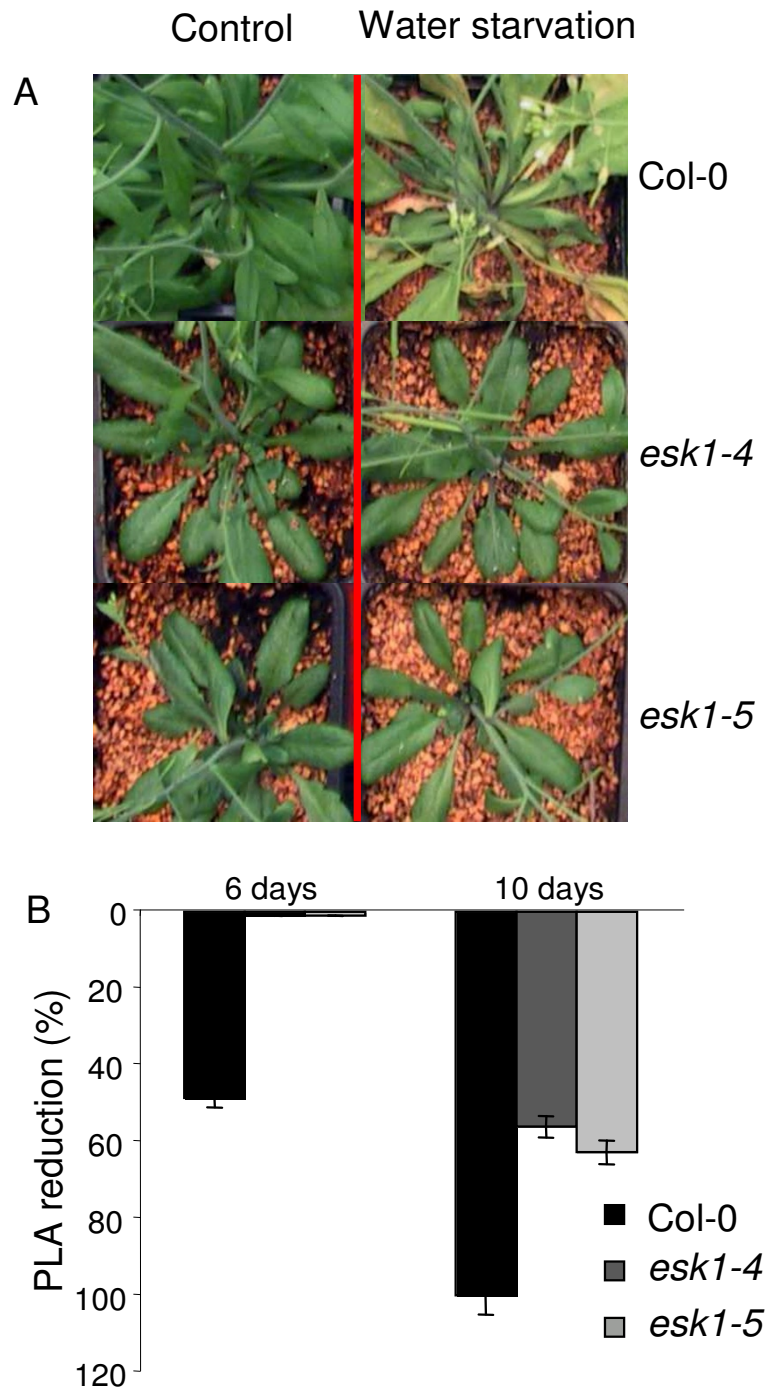 Control Water starvation
A
Col-0
esk1-4
esk1-5
B
6 days 10 days
0
20
40
60
80
100
120
PLA reduction (%)
Col-0
esk1-4
esk1-5